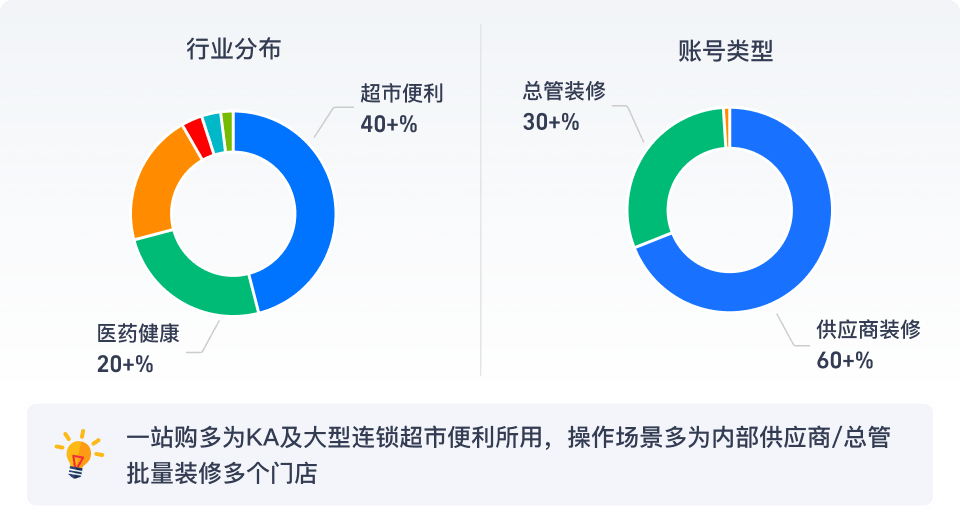 行业分布
超市便利
40+%
医药健康
20+%
账号类型
总管装修
30+%
供应商装修
60+%
一站购多为KA及大型连锁超市便利所用，操作场景多为内部供应商/总管
批量装修多个门店